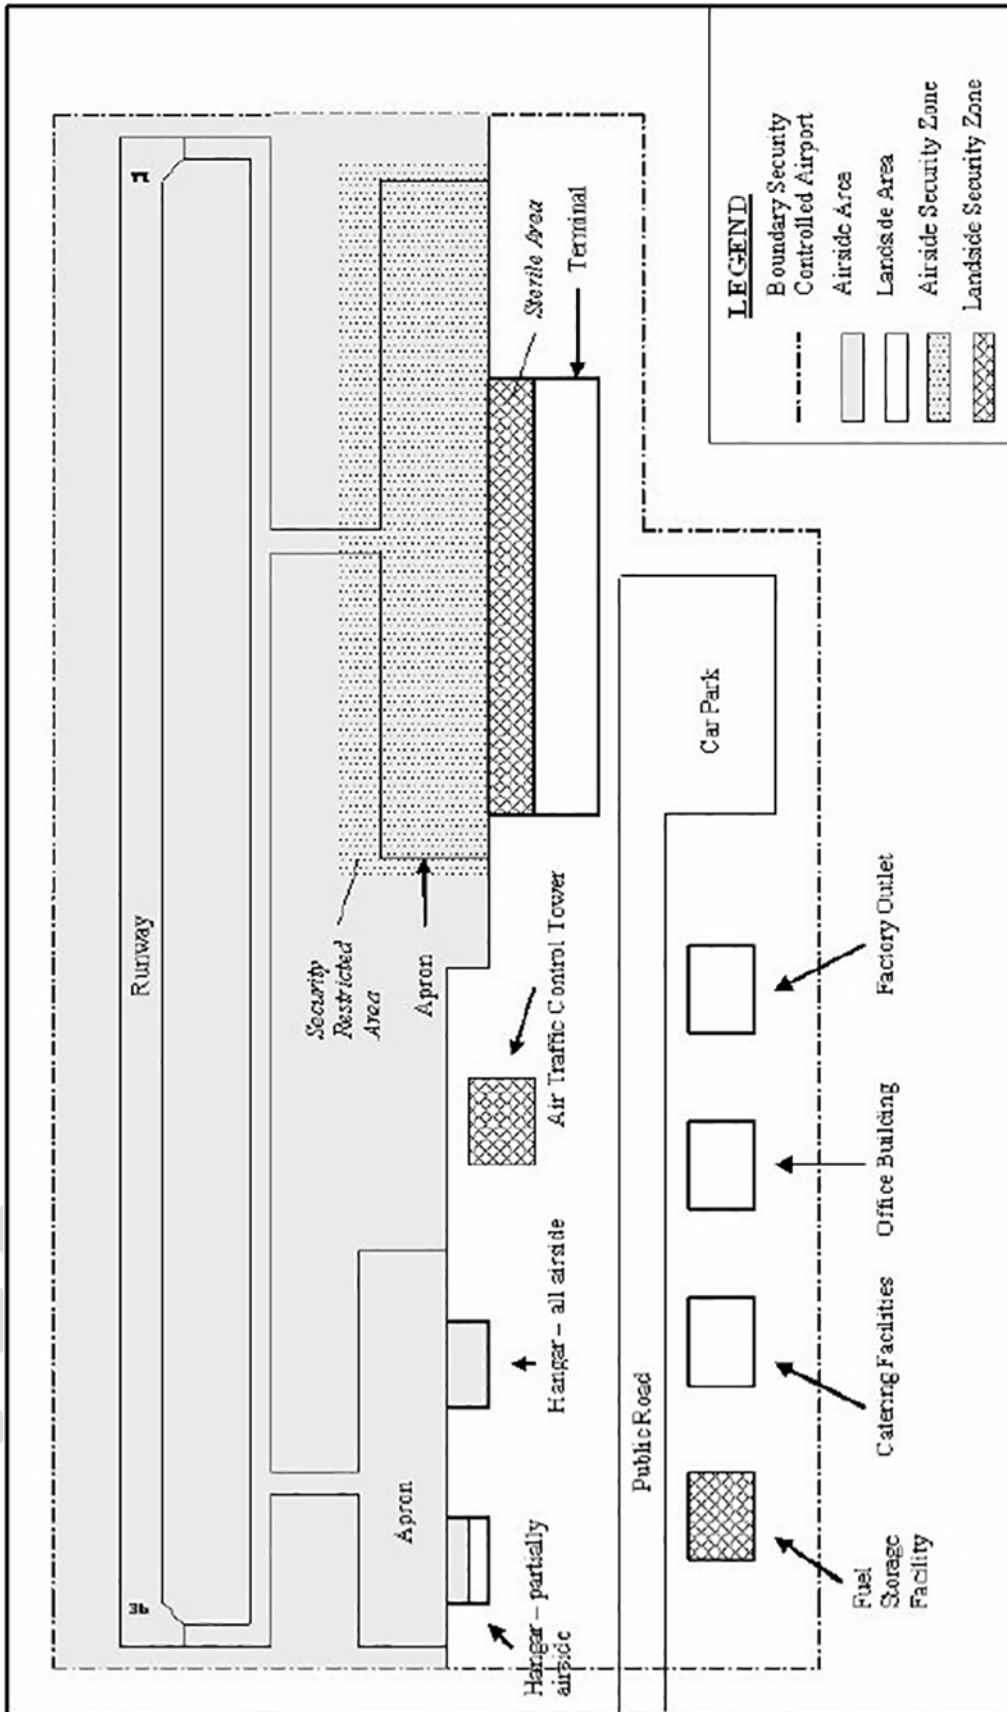 Runway
36
Security
Restricted
Area
Apron
Apron
Sterile Area
Terminal
Air Traffic Control Tower
Hangar – all airside
Hangar – partially
airside
Public Road
Car Park
Fuel
Storage
Facility
Catering Facilities
Office Building
Factory Outlet
LEGEND
Boundary Security
Controlled Airport
Airside Area
Landside Area
Airside Security Zone
Landside Security Zone